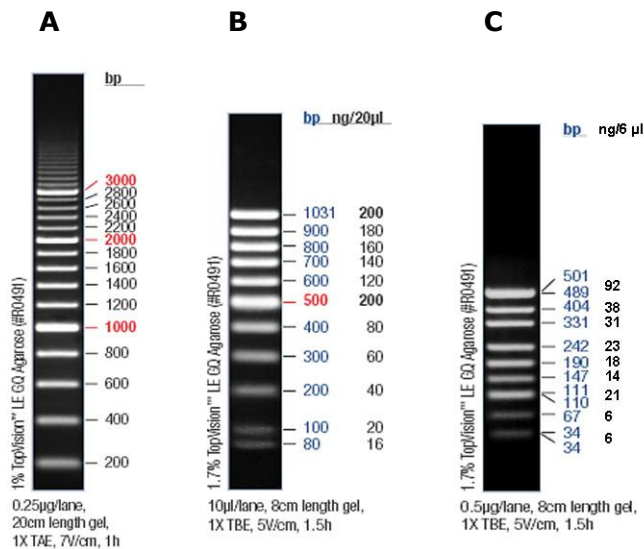 A
bp
3000
2800
2600
2400
2200
2000
1800
1600
1400
1200
1000
800
600
400
200
1% TopVision™ LE GQ Agarose (#R0491)
0.25µg/lane,
20cm length gel,
1X TAE, 7V/cm, 1h
B
bp ng/20µl
1031 200
900 180
800 160
700 140
600 120
500 200
400 80
300 60
200 40
100 20
80 16
1.7% TopVision™ LE GQ Agarose (#R0491)
10µl/lane, 8cm length gel,
1X TBE, 5V/cm, 1.5h
C
bp ng/6 µl
501
489 92
404 38
331 31
242 23
190 18
147 14
111 21
110
67 6
34 6
34
1.7% TopVision™ LE GQ Agarose (#R0491)
0.5µg/lane, 8cm length gel,
1X TBE, 5V/cm, 1.5h